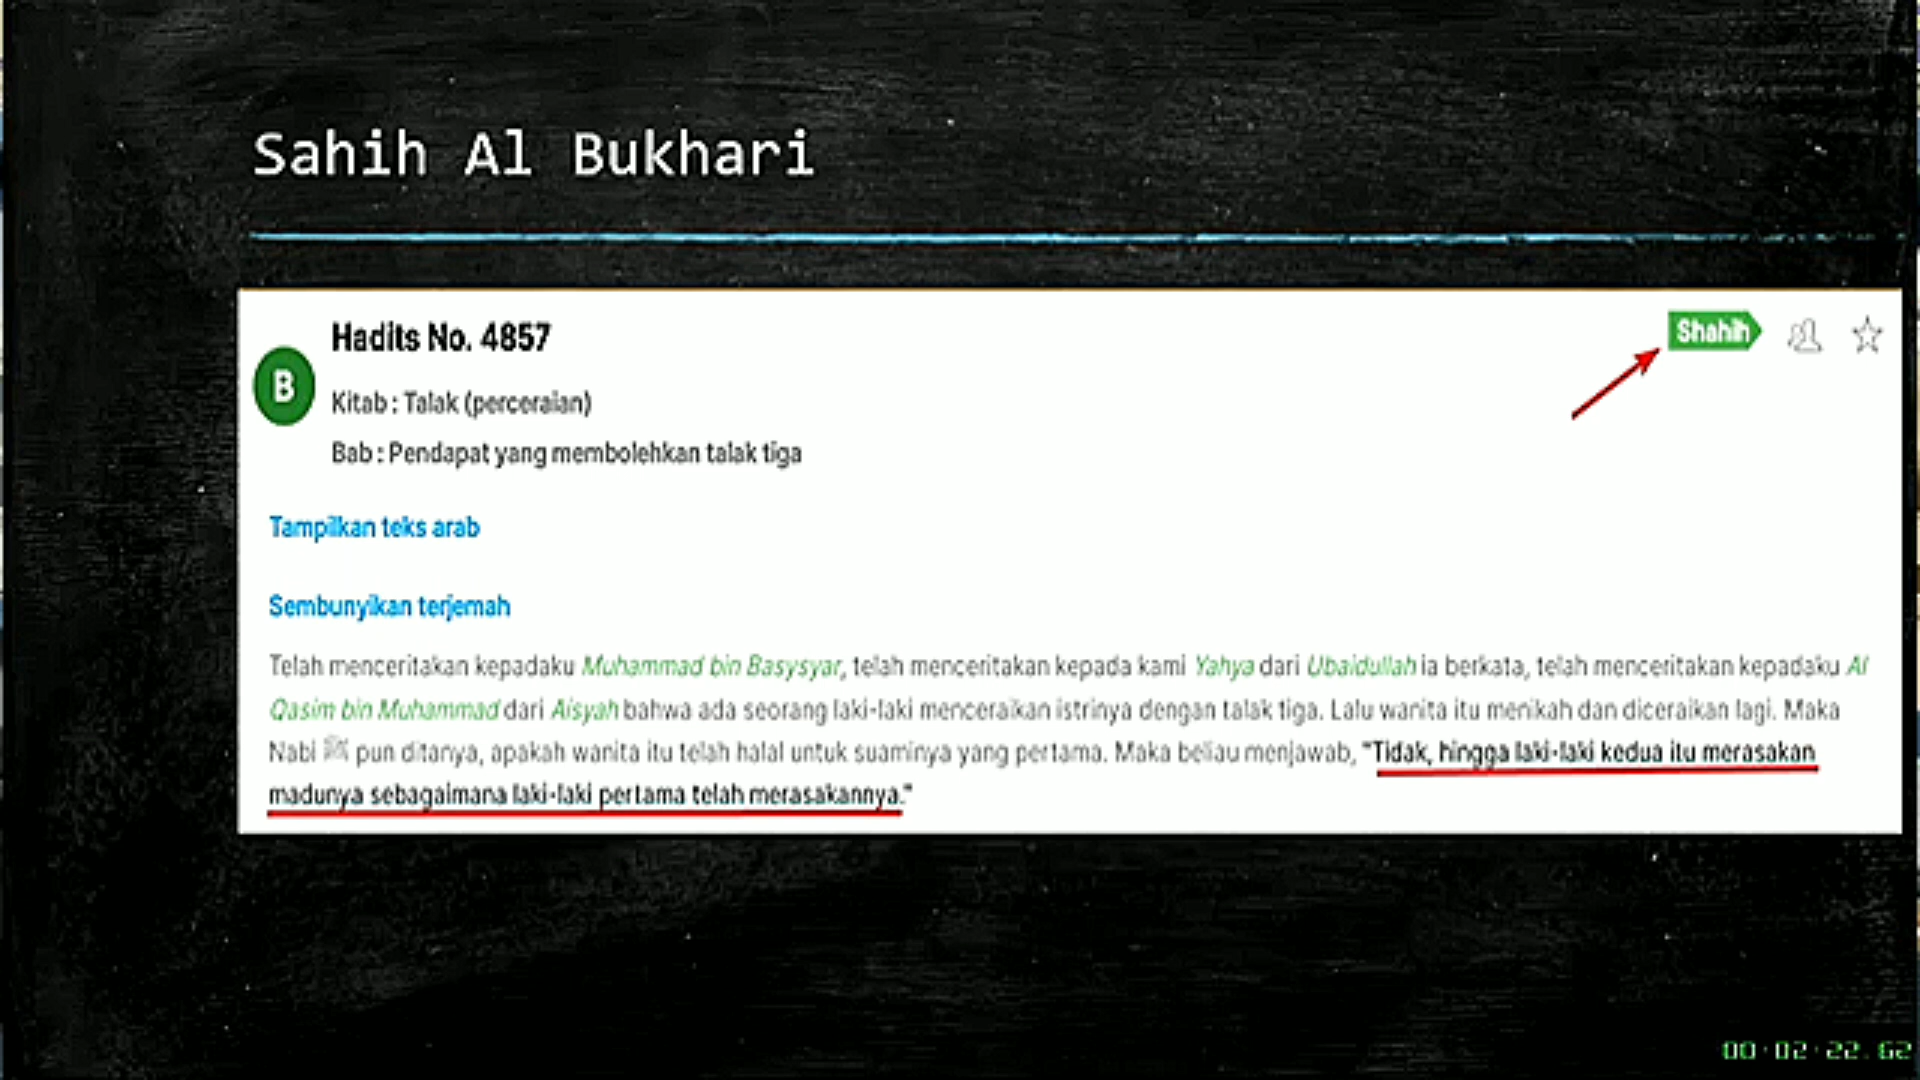 Sahih Al Bukhari
Hadits No. 4857
Shahih
B
Kitab : Talak (perceraian)
Bab : Pendapat yang membolehkan talak tiga
Tampilkan teks arab
Sembunyikan terjemah
Telah menceritakan kepadaku Muhammad bin Basysyar, telah menceritakan kepada kami Yahya dari Ubaidullah ia berkata, telah menceritakan kepadaku Al
Qasim bin Muhammad dari Aisyah bahwa ada seorang laki-laki menceraikan istrinya dengan talak tiga. Lalu wanita itu menikah dan diceraikan lagi. Maka
Nabi ﷺ pun ditanya, apakah wanita itu telah halal untuk suaminya yang pertama. Maka beliau menjawab, "Tidak, hingga laki-laki kedua itu merasakan
madunya sebagaimana laki-laki pertama telah merasakannya."
00:02:22.62